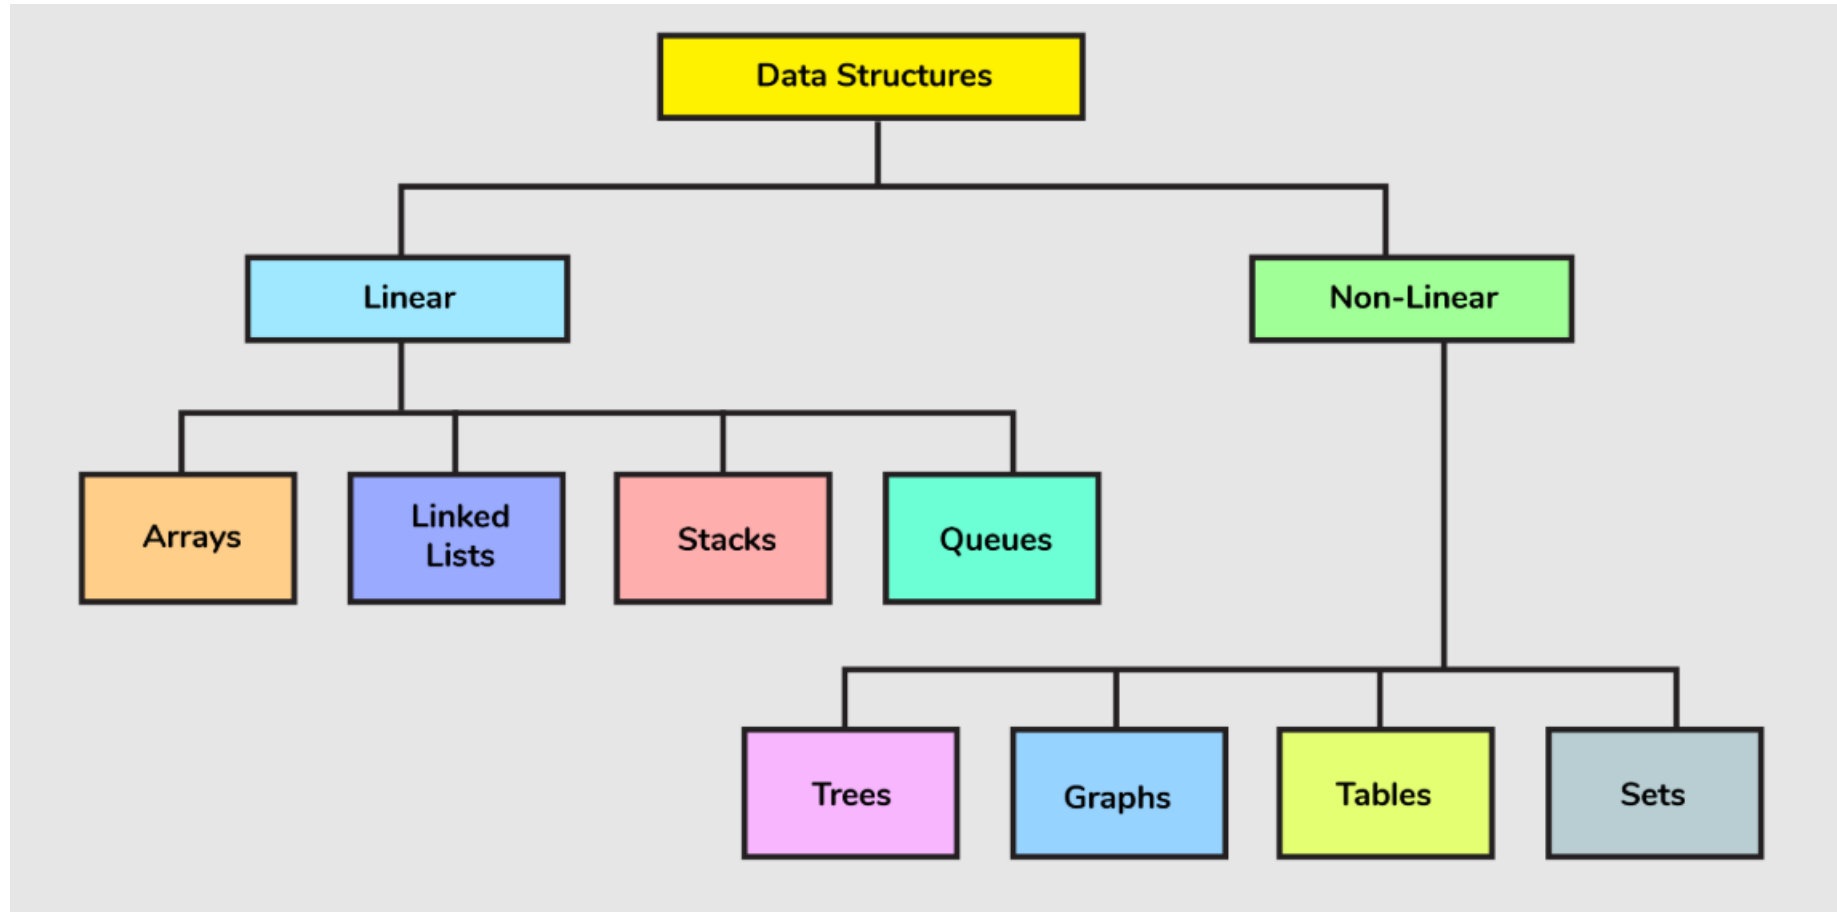 Data Structures
Linear
Non-Linear
Arrays
Linked
Lists
Stacks
Queues
Trees
Graphs
Tables
Sets